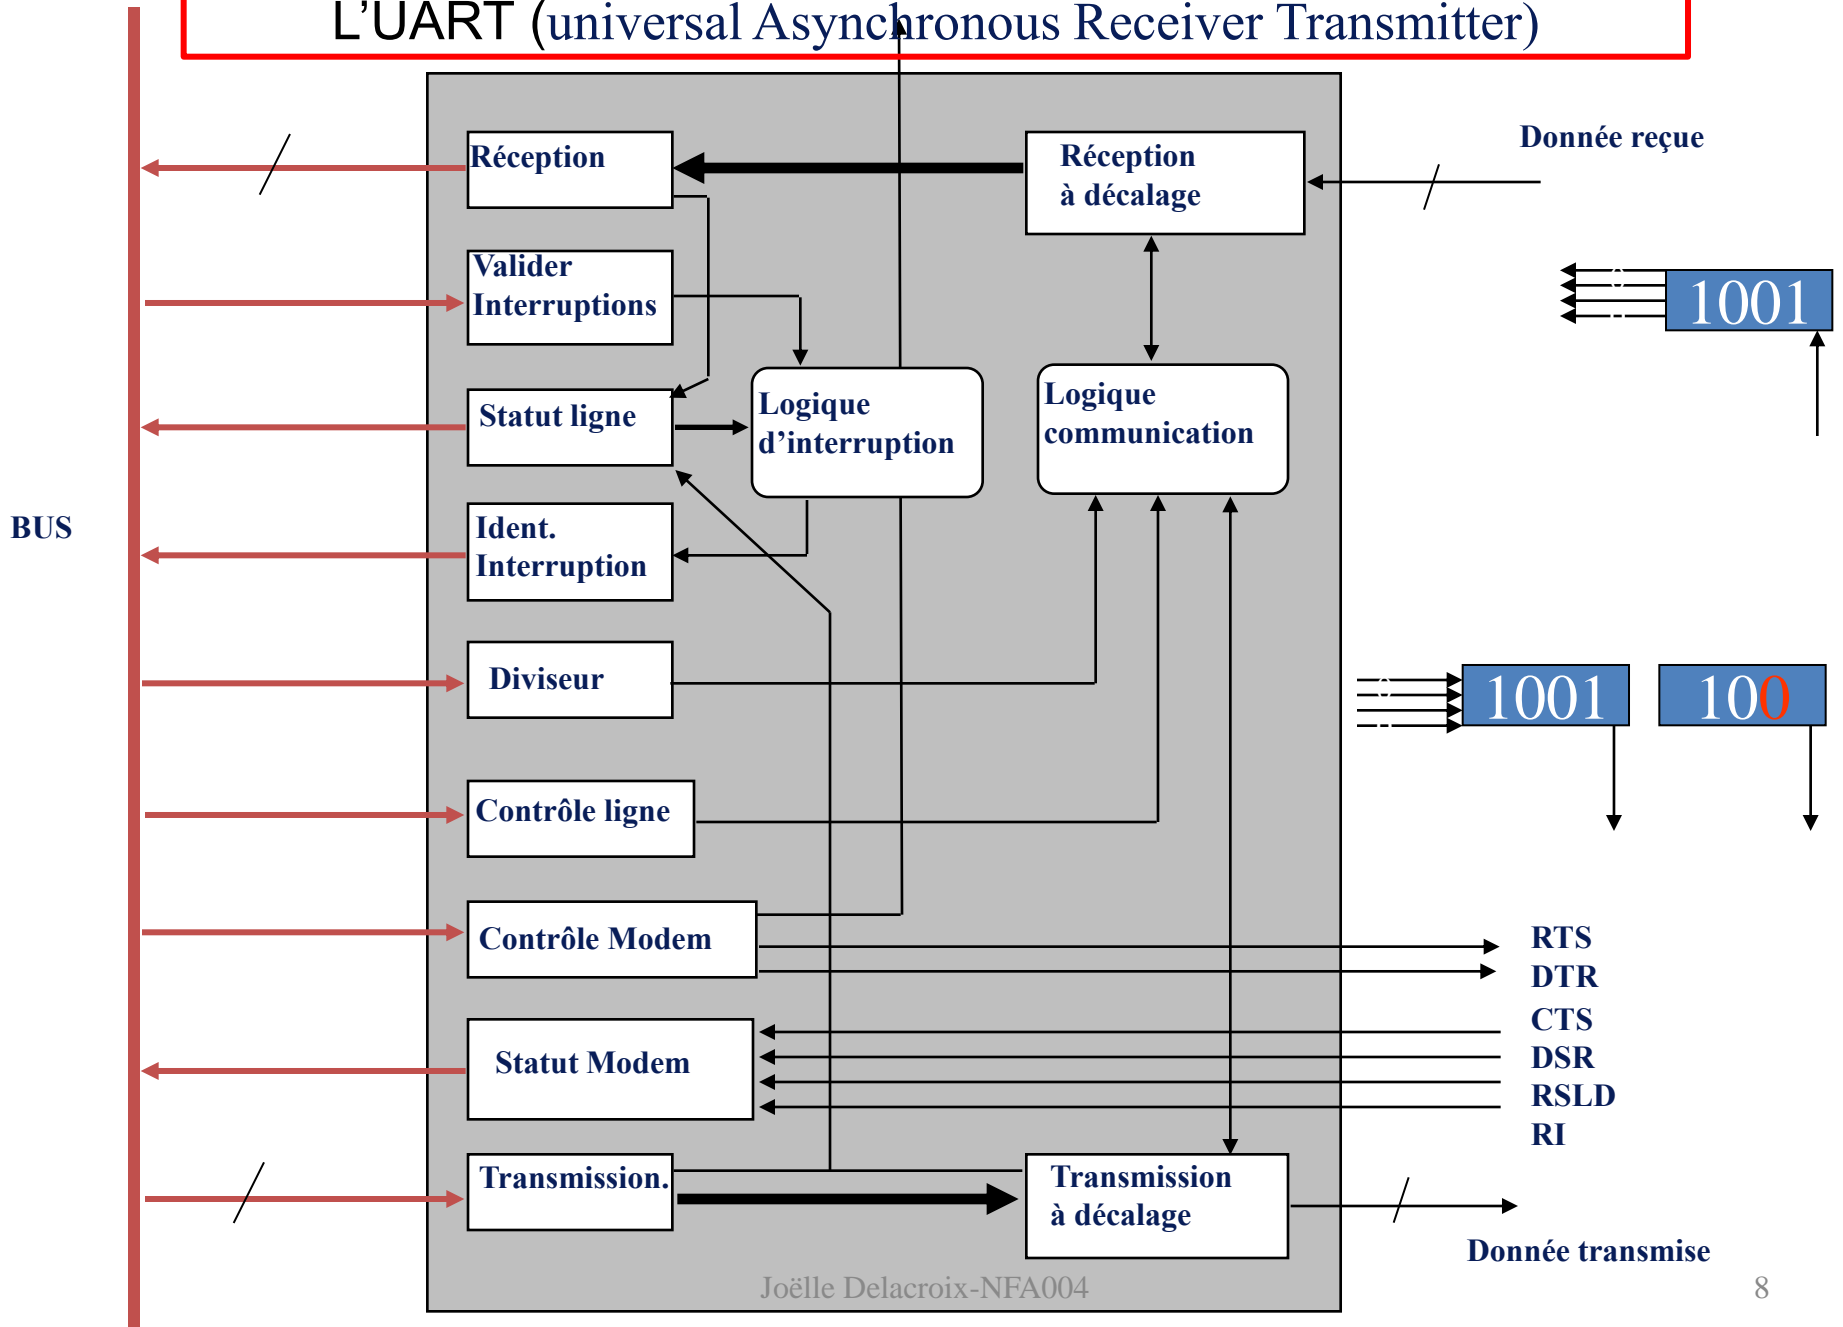 L'UART (universal Asynchronous Receiver Transmitter)
Réception
Réception
à décalage
Donnée reçue
Valider
Interruptions
1001
Statut ligne
Logique
d'interruption
Logique
communication
BUS
Ident.
Interruption
Diviseur
1001
100
Contrôle ligne
Contrôle Modem
RTS
DTR
CTS
DSR
RSLD
RI
Statut Modem
Transmission.
Transmission
à décalage
Donnée transmise
Joëlle Delacroix-NFA004
8